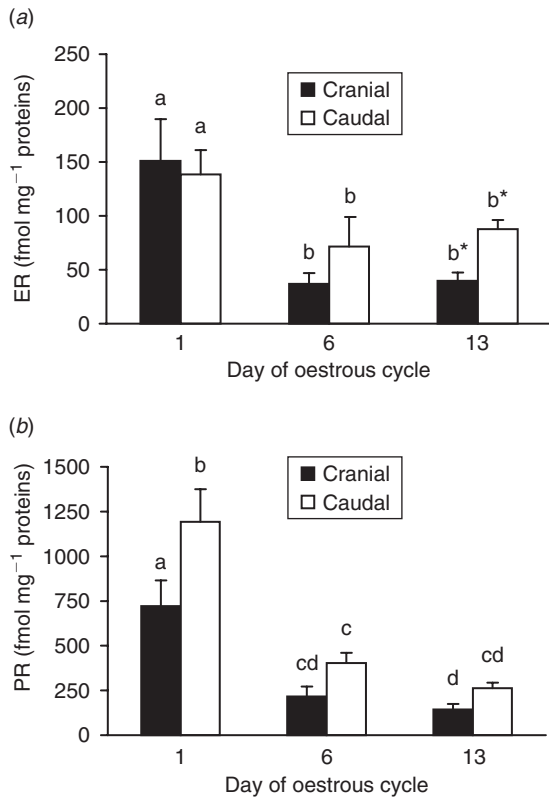 (a)
250
200
150
100
50
0
ER (fmol mg⁻¹ proteins)
Cranial
Caudal
a a
b b
b* b*
1 6 13
Day of oestrous cycle
(b)
1500
1250
1000
750
500
250
0
PR (fmol mg⁻¹ proteins)
Cranial
Caudal
a b
cd c
d cd
1 6 13
Day of oestrous cycle